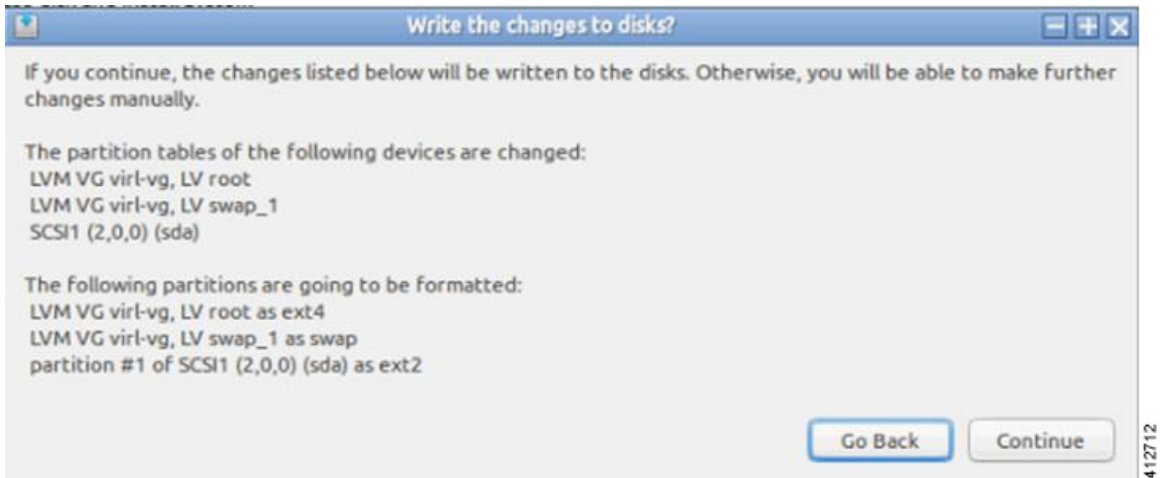 Write the changes to disks?
If you continue, the changes listed below will be written to the disks. Otherwise, you will be able to make further
changes manually.
The partition tables of the following devices are changed:
LVM VG virl-vg, LV root
LVM VG virl-vg, LV swap_1
SCSI1 (2,0,0) (sda)
The following partitions are going to be formatted:
LVM VG virl-vg, LV root as ext4
LVM VG virl-vg, LV swap_1 as swap
partition #1 of SCSI1 (2,0,0) (sda) as ext2
Go Back
Continue
412712